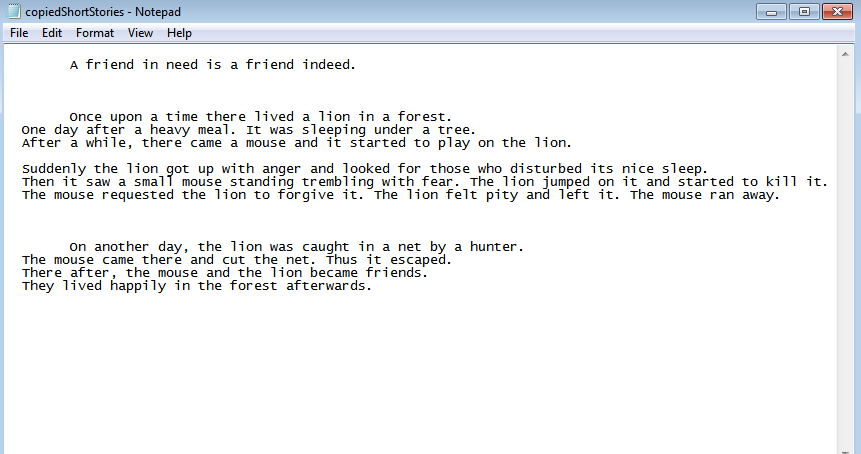 copiedShortStories - Notepad
File Edit Format View Help
A friend in need is a friend indeed.
Once upon a time there lived a lion in a forest.
One day after a heavy meal. It was sleeping under a tree.
After a while, there came a mouse and it started to play on the lion.
Suddenly the lion got up with anger and looked for those who disturbed its nice sleep.
Then it saw a small mouse standing trembling with fear. The lion jumped on it and started to kill it.
The mouse requested the lion to forgive it. The lion felt pity and left it. The mouse ran away.
On another day, the lion was caught in a net by a hunter.
The mouse came there and cut the net. Thus it escaped.
There after, the mouse and the lion became friends.
They lived happily in the forest afterwards.